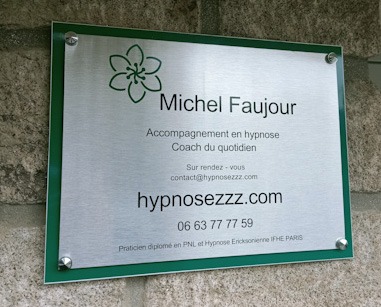 Michel Faujour
Accompagnement en hypnose
Coach du quotidien
Sur rendez - vous
contact@hypnosezzz.com
hypnosezzz.com
06 63 77 77 59
Praticien diplomé en PNL et Hypnose Ericksonienne IFHE PARIS